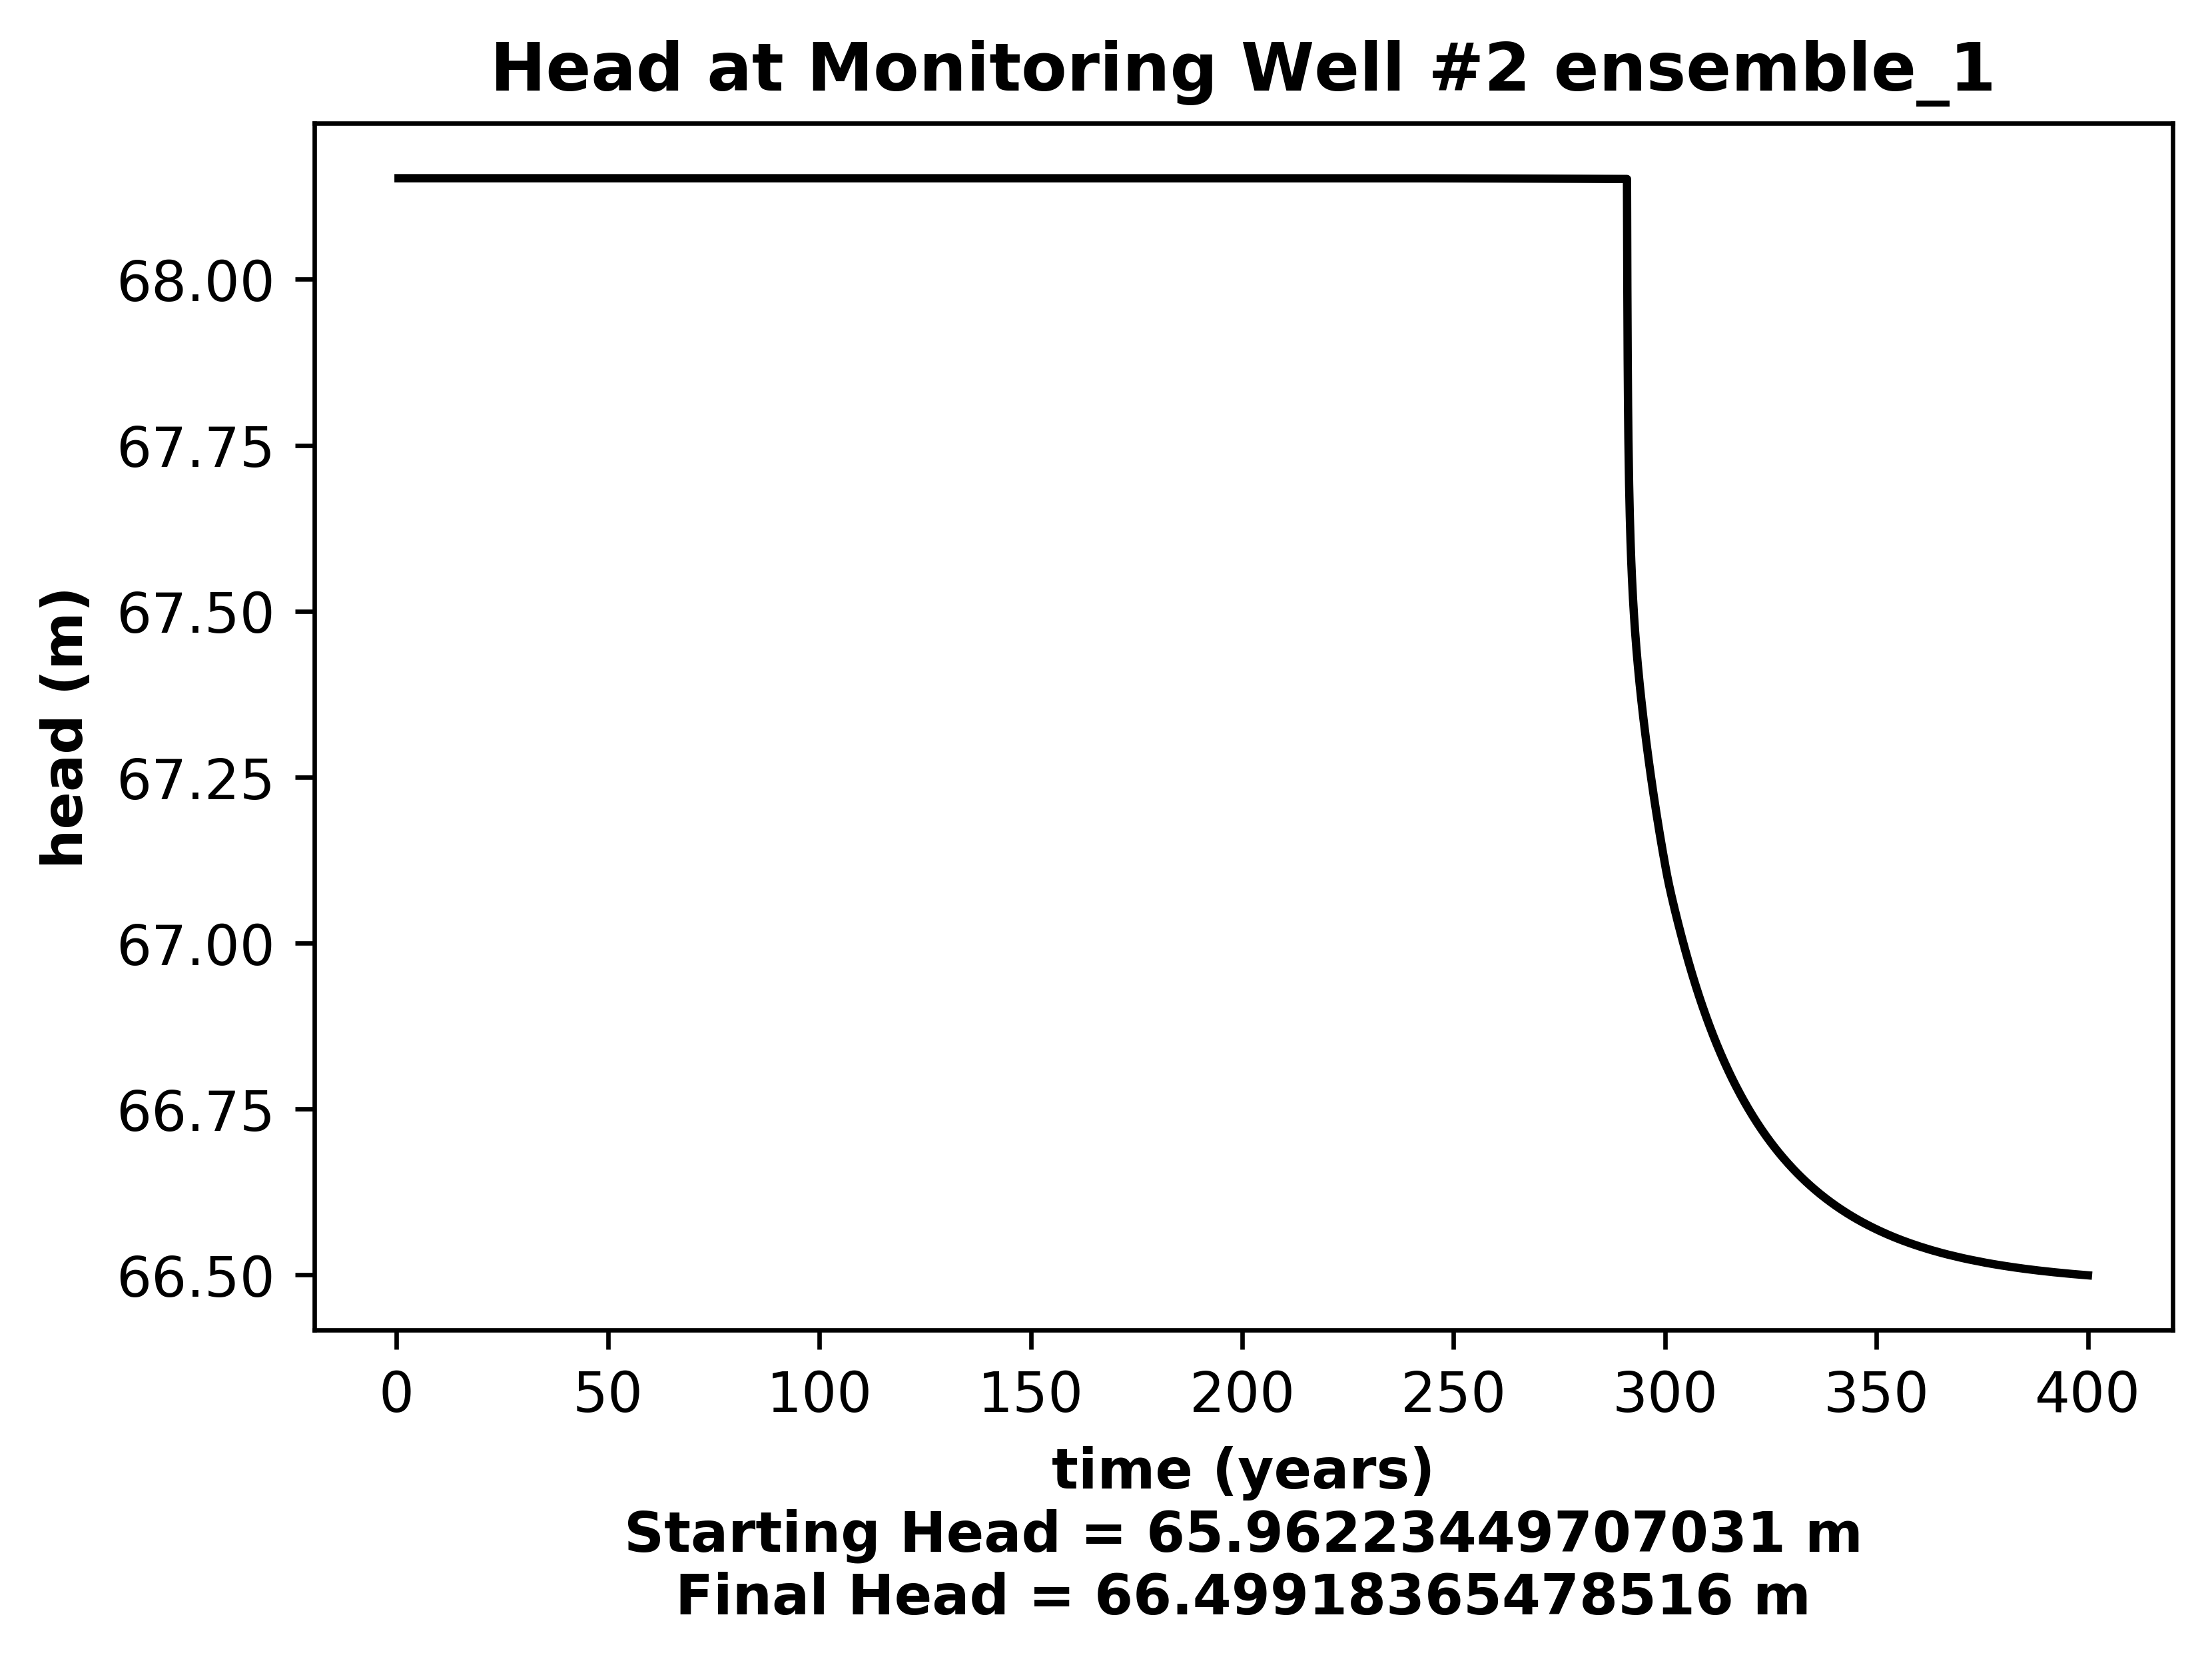 Head at Monitoring Well #2 ensemble_1
68.00
67.75
67.50
67.25
67.00
66.75
66.50
head (m)
0 50 100 150 200 250 300 350 400
time (years)
Starting Head = 65.96223449707031 m
Final Head = 66.49918365478516 m